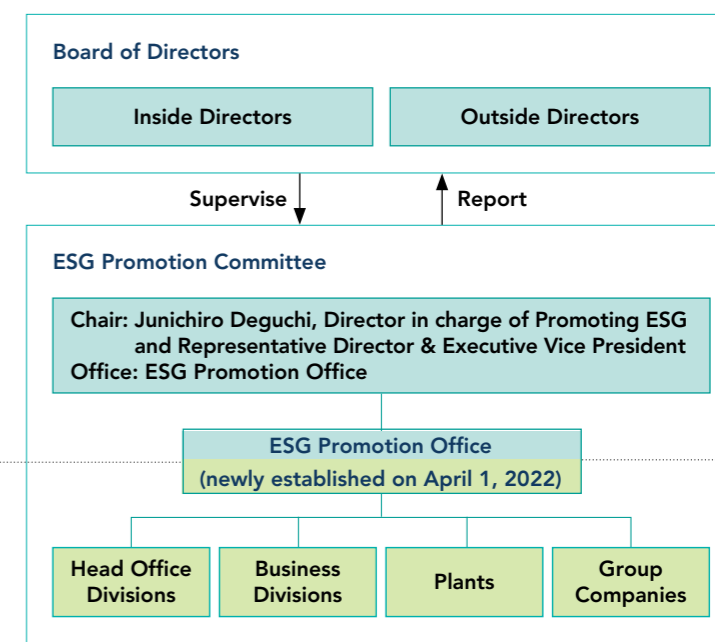 Board of Directors
Inside Directors
Outside Directors
Supervise
Report
ESG Promotion Committee
Chair: Junichiro Deguchi, Director in charge of Promoting ESG
and Representative Director & Executive Vice President
Office: ESG Promotion Office
ESG Promotion Office
(newly established on April 1, 2022)
Head Office
Divisions
Business
Divisions
Plants
Group
Companies